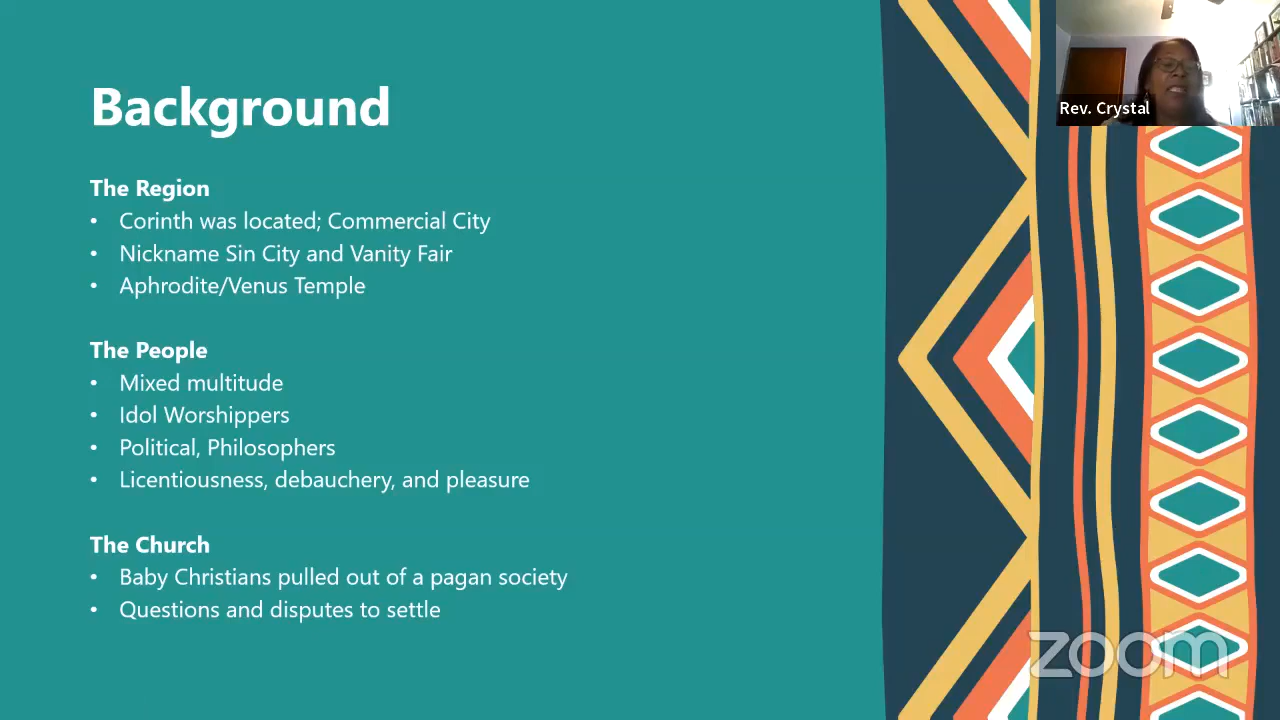 Background
Rev. Crystal
The Region
• Corinth was located; Commercial City
• Nickname Sin City and Vanity Fair
• Aphrodite/Venus Temple
The People
• Mixed multitude
• Idol Worshippers
• Political, Philosophers
• Licentiousness, debauchery, and pleasure
The Church
• Baby Christians pulled out of a pagan society
• Questions and disputes to settle
zoom